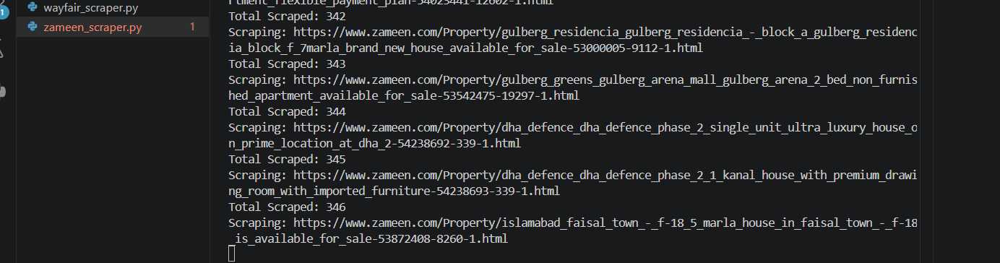 wayfair_scraper.py
1
zameen_scraper.py 1
rtment_flexible_payment_plan-54023441-12602-1.html
Total Scraped: 342
Scraping: https://www.zameen.com/Property/gulberg_residencia_gulberg_residencia_-_block_a_gulberg_residenc
ia_block_f_7marla_brand_new_house_available_for_sale-53000005-9112-1.html
Total Scraped: 343
Scraping: https://www.zameen.com/Property/gulberg_greens_gulberg_arena_mall_gulberg_arena_2_bed_non_furnis
hed_apartment_available_for_sale-53542475-19297-1.html
Total Scraped: 344
Scraping: https://www.zameen.com/Property/dha_defence_dha_defence_phase_2_single_unit_ultra_luxury_house_o
n_prime_location_at_dha_2-54238692-339-1.html
Total Scraped: 345
Scraping: https://www.zameen.com/Property/dha_defence_dha_defence_phase_2_1_kanal_house_with_premium_drawi
ng_room_with_imported_furniture-54238693-339-1.html
Total Scraped: 346
Scraping: https://www.zameen.com/Property/islamabad_faisal_town_-_f-18_5_marla_house_in_faisal_town_-_f-18
_is_available_for_sale-53872408-8260-1.html